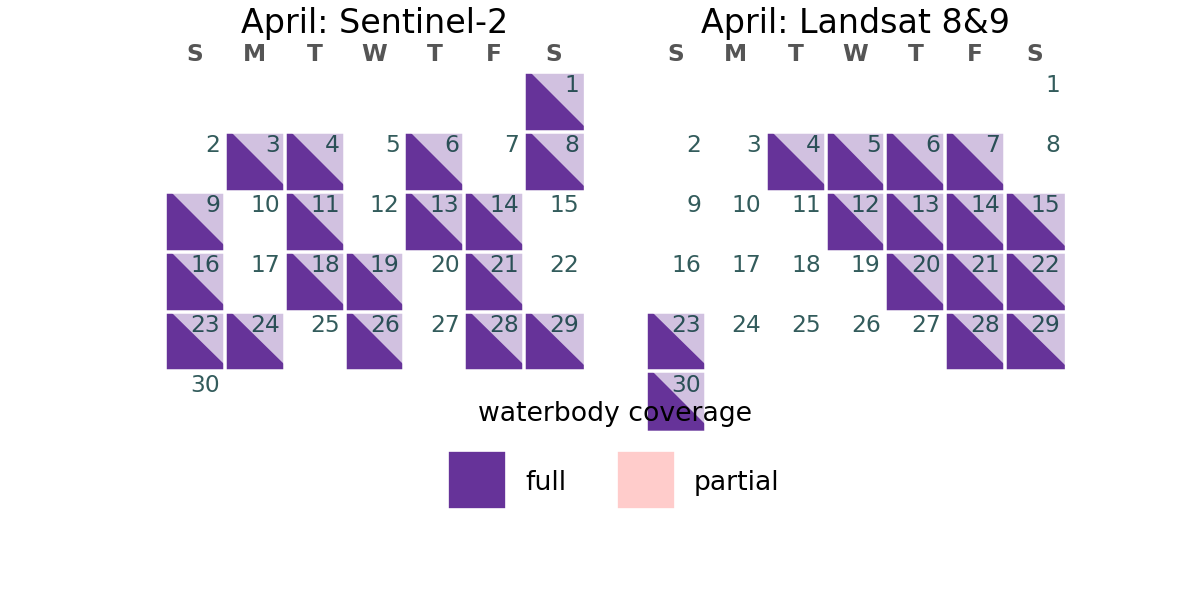 April: Sentinel-2
S M T W T F S
1
2 3 4 5 6 7 8
9 10 11 12 13 14 15
16 17 18 19 20 21 22
23 24 25 26 27 28 29
30
April: Landsat 8&9
S M T W T F S
1
2 3 4 5 6 7 8
9 10 11 12 13 14 15
16 17 18 19 20 21 22
23 24 25 26 27 28 29
30
waterbody coverage
full partial